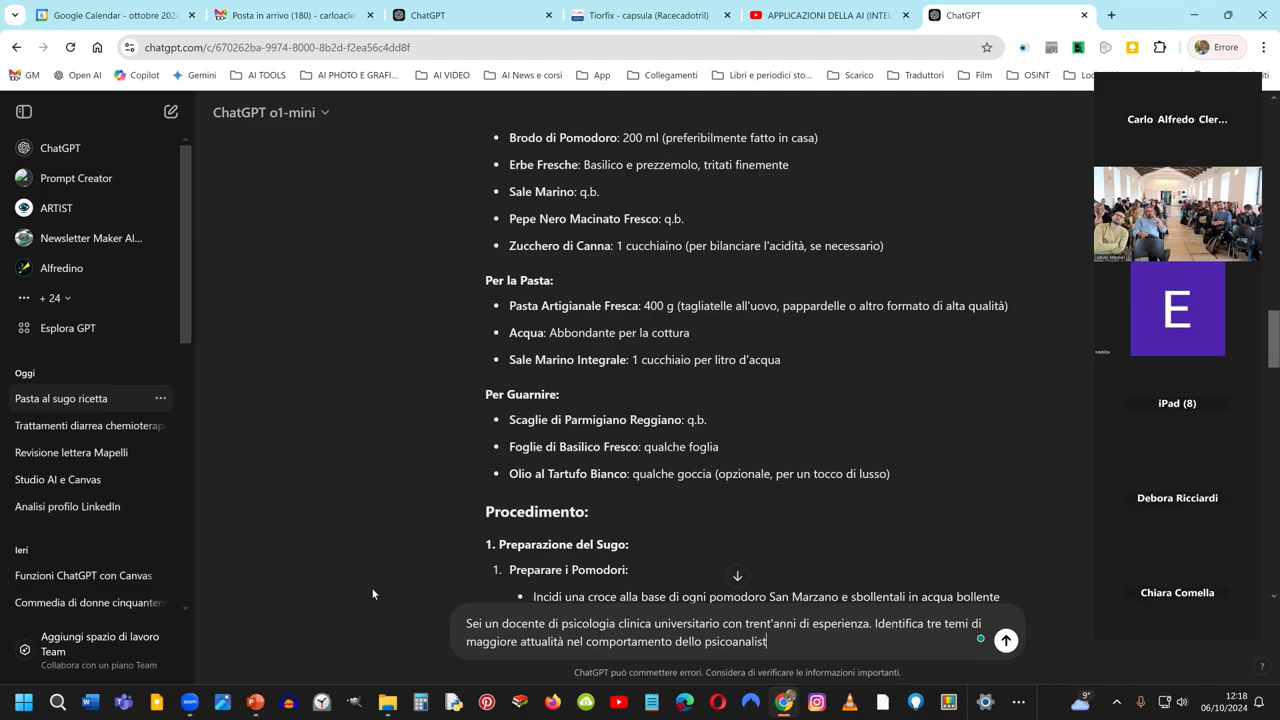 Google Calendar - ottobre 202
Posta in arrivo (180) - carloacler
ChatGPT
Tiorfix - capsula (Racecadotril)
APPLICAZIONI DELLA AI (INTEL
ChatGPT
chatgpt.com/c/670262ba-9974-8000-8b2d-f2ea56c4dd8f
Errore
GM
Open AI
Copilot
Gemini
AI TOOLS
AI PHOTO E GRAFI...
AI VIDEO
AI News e corsi
App
Collegamenti
Libri e periodici sto...
Scarico
Traduttori
Film
OSINT
ChatGPT o1-mini
ChatGPT
Prompt Creator
ARTIST
Newsletter Maker AI...
Alfredino
+ 24
Esplora GPT
Oggi
Pasta al sugo ricetta
Trattamenti diarrea chemioterap
Revisione lettera Mapelli
Studio AI e Canvas
Analisi profilo LinkedIn
Ieri
Funzioni ChatGPT con Canvas
Commedia di donne cinquanten
Aggiungi spazio di lavoro
Team
Collabora con un piano Team
• Brodo di Pomodoro: 200 ml (preferibilmente fatto in casa)
• Erbe Fresche: Basilico e prezzemolo, tritati finemente
• Sale Marino: q.b.
• Pepe Nero Macinato Fresco: q.b.
• Zucchero di Canna: 1 cucchiaino (per bilanciare l'acidità, se necessario)
Per la Pasta:
• Pasta Artigianale Fresca: 400 g (tagliatelle all'uovo, pappardelle o altro formato di alta qualità)
• Acqua: Abbondante per la cottura
• Sale Marino Integrale: 1 cucchiaio per litro d'acqua
Per Guarnire:
• Scaglie di Parmigiano Reggiano: q.b.
• Foglie di Basilico Fresco: qualche foglia
• Olio al Tartufo Bianco: qualche goccia (opzionale, per un tocco di lusso)
Procedimento:
1. Preparazione del Sugo:
1. Preparare i Pomodori:
• Incidi una croce alla base di ogni pomodoro San Marzano e sbollentali in acqua bollente
Sei un docente di psicologia clinica universitario con trent'anni di esperienza. Identifica tre temi di
maggiore attualità nel comportamento dello psicoanalist
ChatGPT può commettere errori. Considera di verificare le informazioni importanti.
?
Carlo Alfredo Cler...
E
Matilde
iPad (8)
Debora Ricciardi
Chiara Comella
9°
12:18
06/10/2024